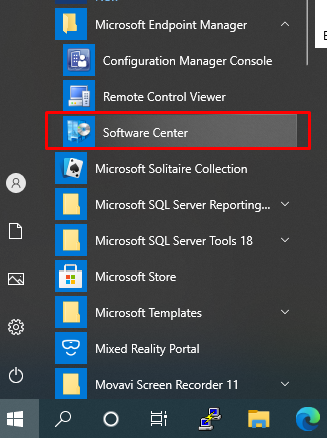 Microsoft Endpoint Manager
Configuration Manager Console
Remote Control Viewer
Software Center
Microsoft Solitaire Collection
Microsoft SQL Server Reporting...
Microsoft SQL Server Tools 18
Microsoft Store
Microsoft Templates
Mixed Reality Portal
Movavi Screen Recorder 11